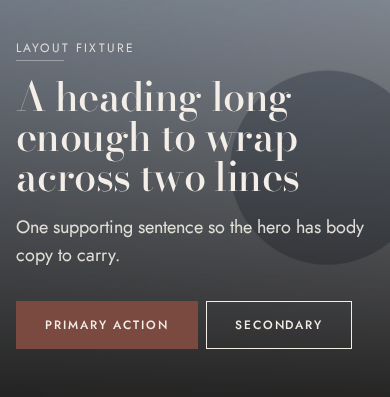 LAYOUT FIXTURE
A heading long
enough to wrap
across two lines
One supporting sentence so the hero has body
copy to carry.
PRIMARY ACTION
SECONDARY